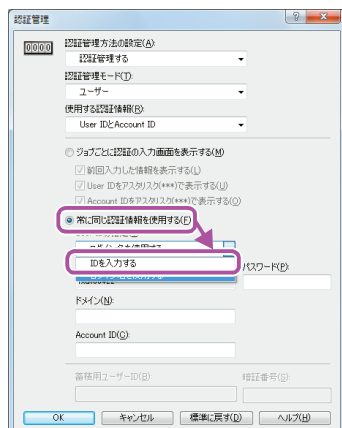 認証管理
0000
認証管理方法の設定(A):
認証管理する
認証管理モード(T):
ユーザー
使用する認証情報(R):
User IDとAccount ID
ジョブごとに認証の入力画面を表示する(M)
前回入力した情報を表示する(L)
User IDをアスタリスク(***)で表示する(U)
Account IDをアスタリスク(***)で表示する(O)
常に同じ認証情報を使用する(F)
IDを入力する
パスワード(P):
ドメイン(N):
Account ID(C):
蓄積用ユーザーID(B):
暗証番号(S):
OK
キャンセル
標準に戻す(D)
ヘルプ(H)